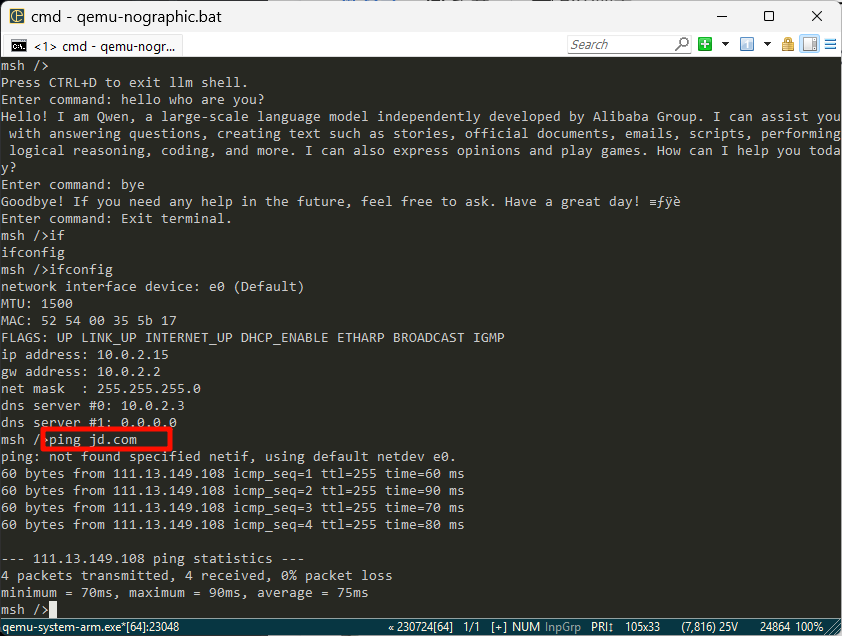 cmd - qemu-nographic.bat
<1> cmd - qemu-nogr...
Search
msh />
Press CTRL+D to exit llm shell.
Enter command: hello who are you?
Hello! I am Qwen, a large-scale language model independently developed by Alibaba Group. I can assist you
with answering questions, creating text such as stories, official documents, emails, scripts, performing
logical reasoning, coding, and more. I can also express opinions and play games. How can I help you toda
y?
Enter command: bye
Goodbye! If you need any help in the future, feel free to ask. Have a great day! ≡ƒÿè
Enter command: Exit terminal.
msh />if
ifconfig
msh />ifconfig
network interface device: e0 (Default)
MTU: 1500
MAC: 52 54 00 35 5b 17
FLAGS: UP LINK_UP INTERNET_UP DHCP_ENABLE ETHARP BROADCAST IGMP
ip address: 10.0.2.15
gw address: 10.0.2.2
net mask  : 255.255.255.0
dns server #0: 10.0.2.3
dns server #1: 0.0.0.0
msh />ping jd.com
ping: not found specified netif, using default netdev e0.
60 bytes from 111.13.149.108 icmp_seq=1 ttl=255 time=60 ms
60 bytes from 111.13.149.108 icmp_seq=2 ttl=255 time=90 ms
60 bytes from 111.13.149.108 icmp_seq=3 ttl=255 time=70 ms
60 bytes from 111.13.149.108 icmp_seq=4 ttl=255 time=80 ms
--- 111.13.149.108 ping statistics ---
4 packets transmitted, 4 received, 0% packet loss
minimum = 70ms, maximum = 90ms, average = 75ms
msh />
qemu-system-arm.exe*[64]:23048 « 230724[64] 1/1 [+] NUM InpGrp PRI↕ 105x33 (7,816) 25V 24864 100%